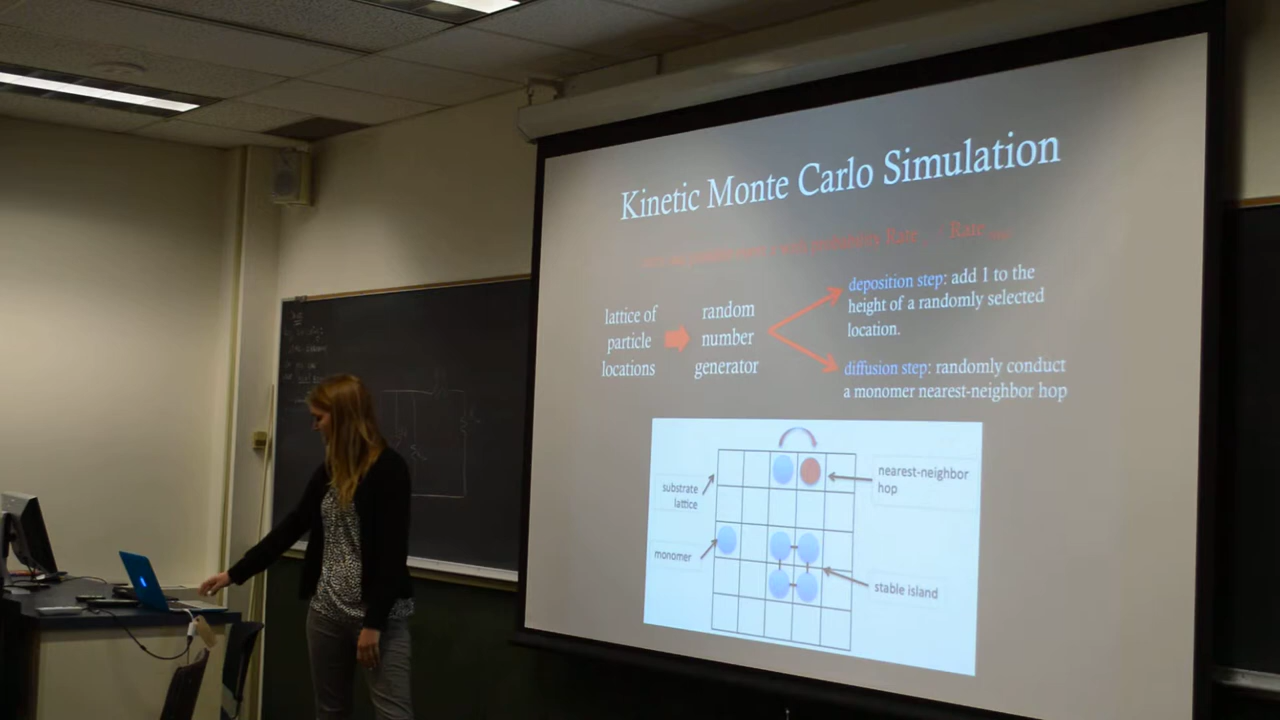 Kinetic Monte Carlo Simulation
Rate / Rate
lattice of
particle
locations
random
number
generator
deposition step: add 1 to the
height of a randomly selected
location.
diffusion step: randomly conduct
a monomer nearest-neighbor hop
substrate
lattice
nearest-neighbor
hop
monomer
stable island